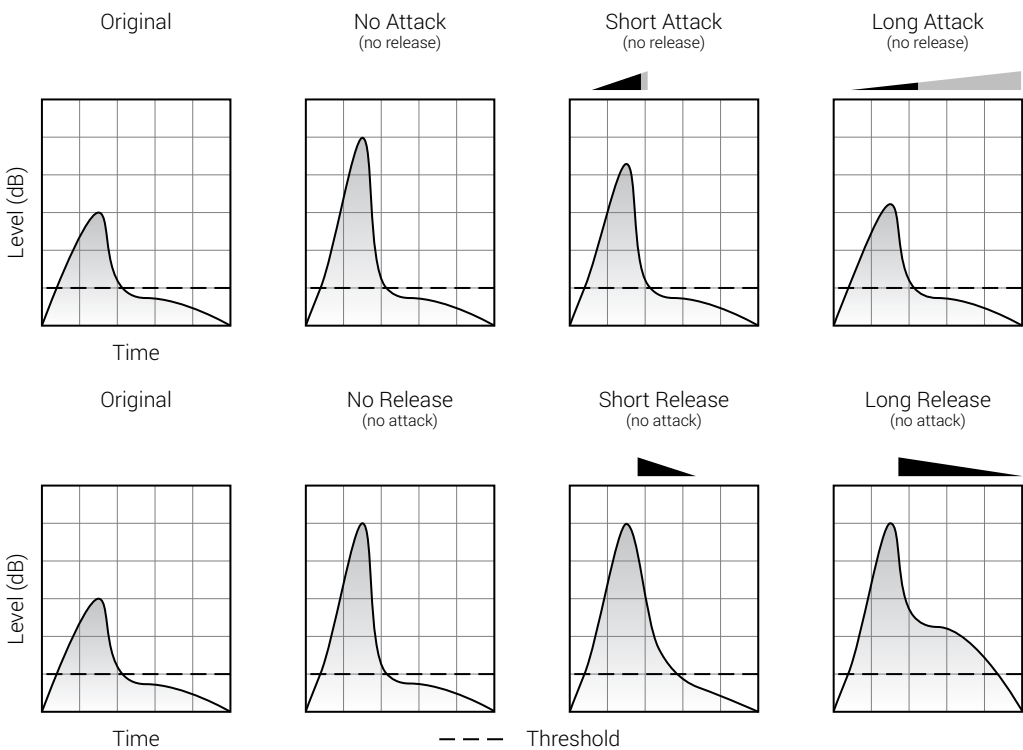 Original
No Attack
(no release)
Short Attack
(no release)
Long Attack
(no release)
Level (dB)
Time
Original
No Release
(no attack)
Short Release
(no attack)
Long Release
(no attack)
Level (dB)
Time
Threshold